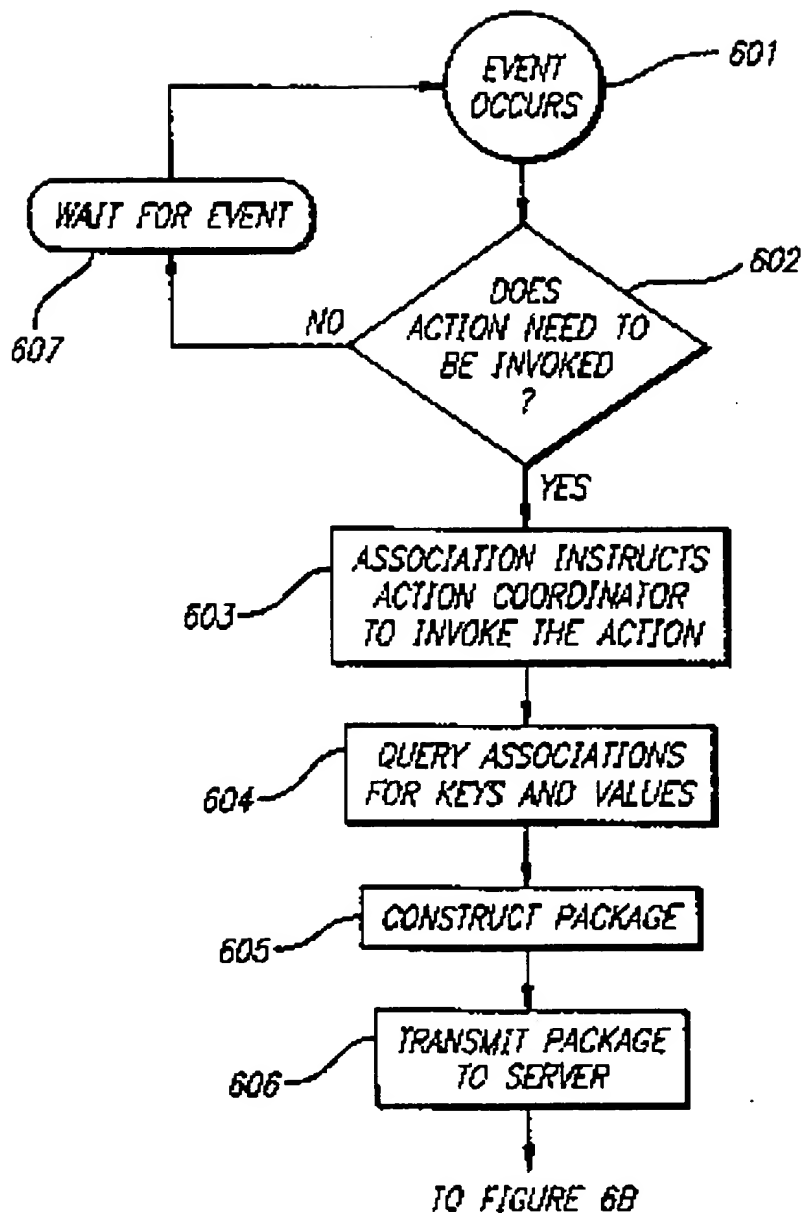 EVENT
OCCURS
601
WAIT FOR EVENT
607
DOES
ACTION NEED TO
BE INVOKED
?
602
NO
YES
ASSOCIATION INSTRUCTS
ACTION COORDINATOR
TO INVOKE THE ACTION
603
QUERY ASSOCIATIONS
FOR KEYS AND VALUES
604
CONSTRUCT PACKAGE
605
TRANSMIT PACKAGE
TO SERVER
606
TO FIGURE 6B